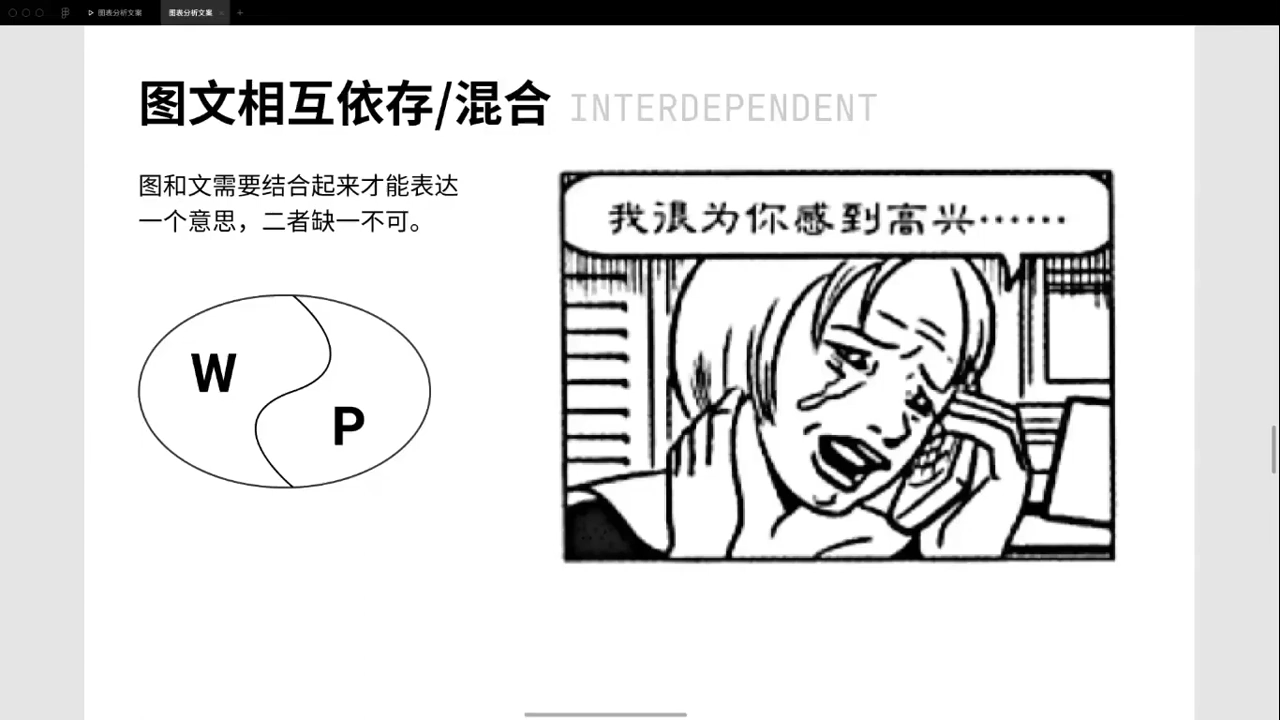 图表分析文案
图表分析文案
图文相互依存/混合 INTERDEPENDENT
图和文需要结合起来才能表达
一个意思，二者缺一不可。
W
P
我很为你感到高兴……